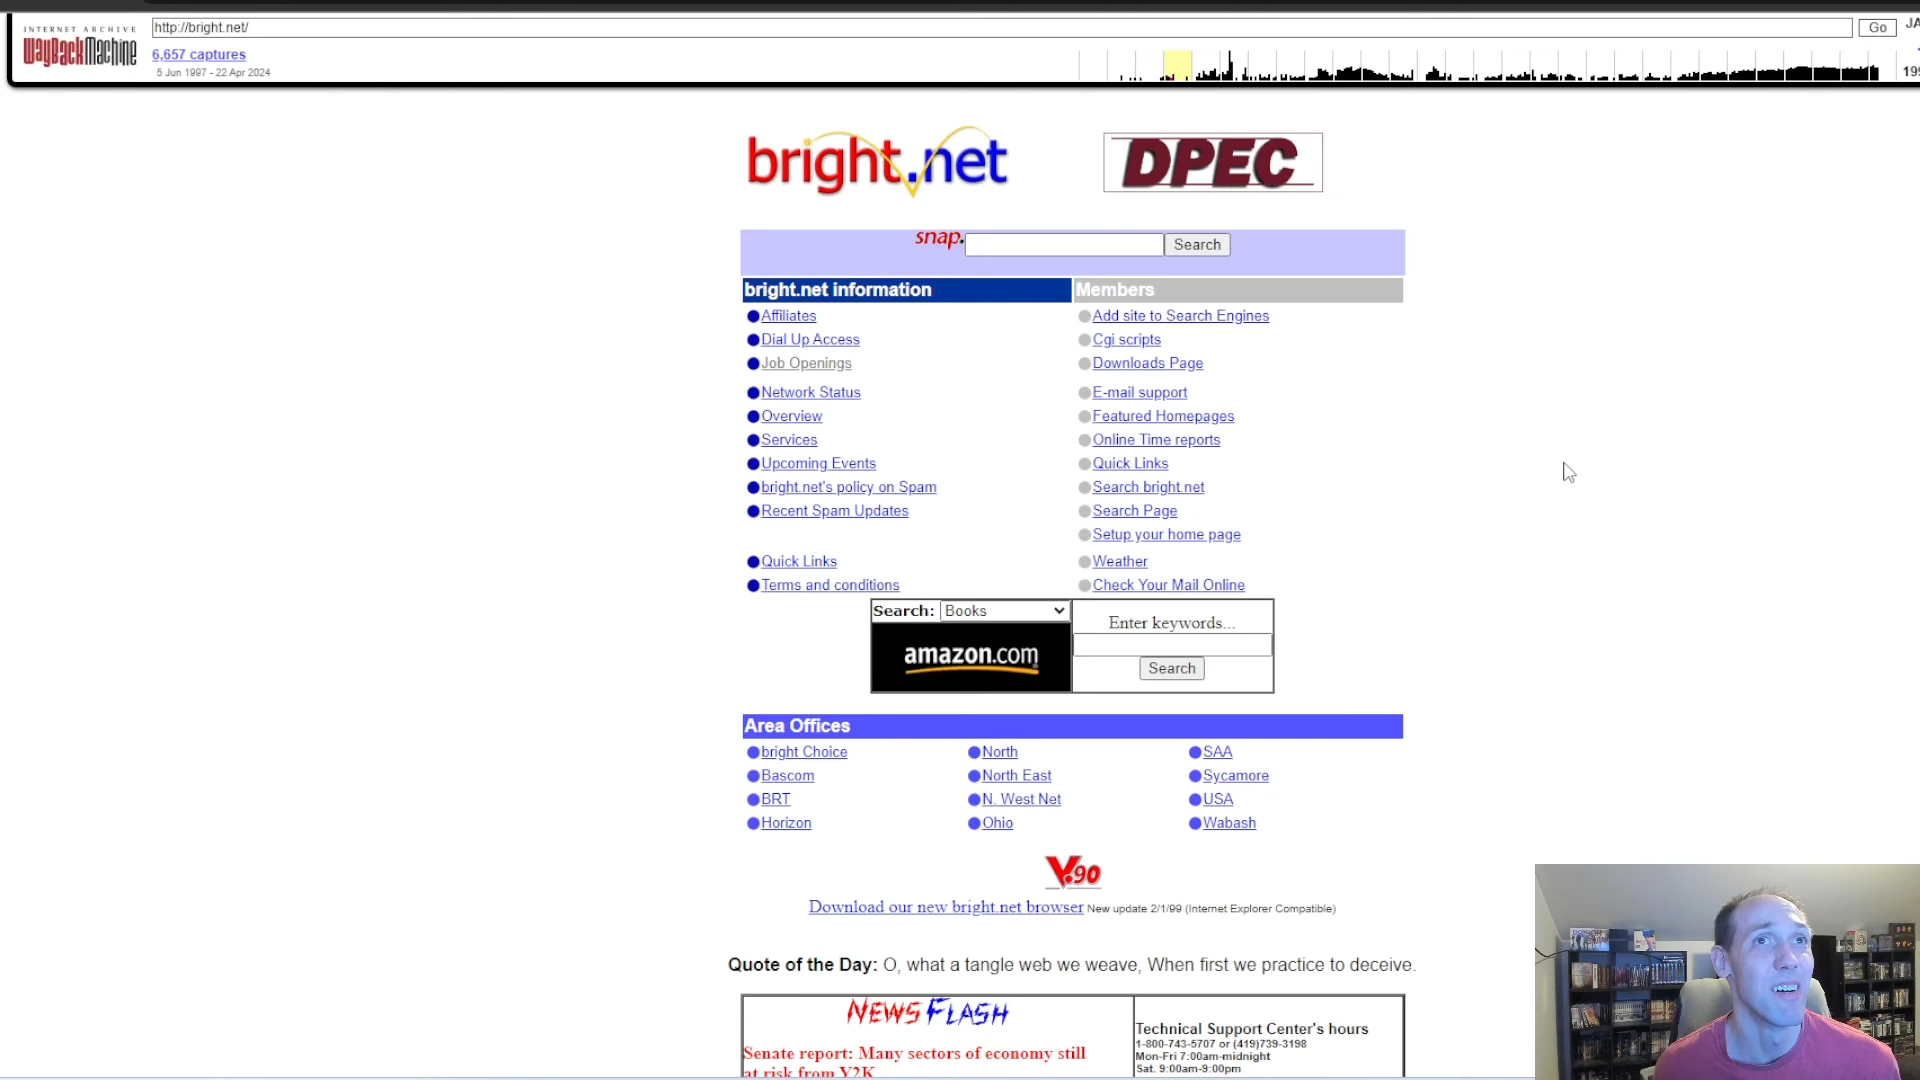 INTERNET ARCHIVE
WayBackMachine
http://bright.net/
Go
JA
6,657 captures
5 Jun 1997 - 22 Apr 2024
199
bright.net
DPEC
snap.
Search
bright.net information
Members
Affiliates
Add site to Search Engines
Dial Up Access
Cgi scripts
Job Openings
Downloads Page
Network Status
E-mail support
Overview
Featured Homepages
Services
Online Time reports
Upcoming Events
Quick Links
bright.net's policy on Spam
Search bright.net
Recent Spam Updates
Search Page
Setup your home page
Quick Links
Weather
Terms and conditions
Check Your Mail Online
Search: Books
Enter keywords...
amazon.com
Search
Area Offices
bright Choice
North
SAA
Bascom
North East
Sycamore
BRT
N. West Net
USA
Horizon
Ohio
Wabash
V.90
Download our new bright.net browser New update 2/1/99 (Internet Explorer Compatible)
Quote of the Day: O, what a tangle web we weave, When first we practice to deceive.
NEWS FLASH
Senate report: Many sectors of economy still
at risk from Y2K
Technical Support Center's hours
1-800-743-5707 or (419)739-3198
Mon-Fri 7:00am-midnight
Sat. 9:00am-9:00pm